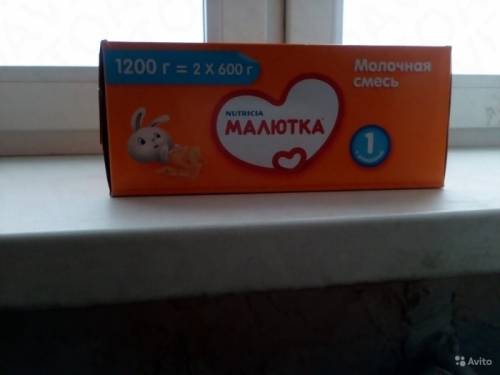 1200 г = 2 X 600 г
Молочная
смесь
NUTRICIA
МАЛЮТКА
1
Avito